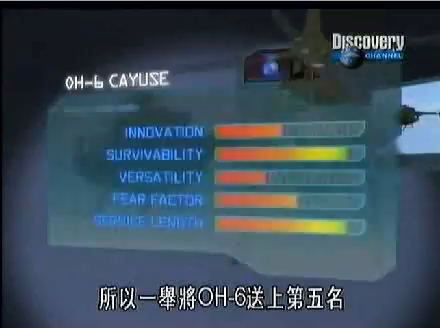 Discovery
CHANNEL
OH-6 CAYUSE
INNOVATION
SURVIVABILITY
VERSATILITY
FEAR FACTOR
SERVICE LENGTH
所以一舉將OH-6送上第五名